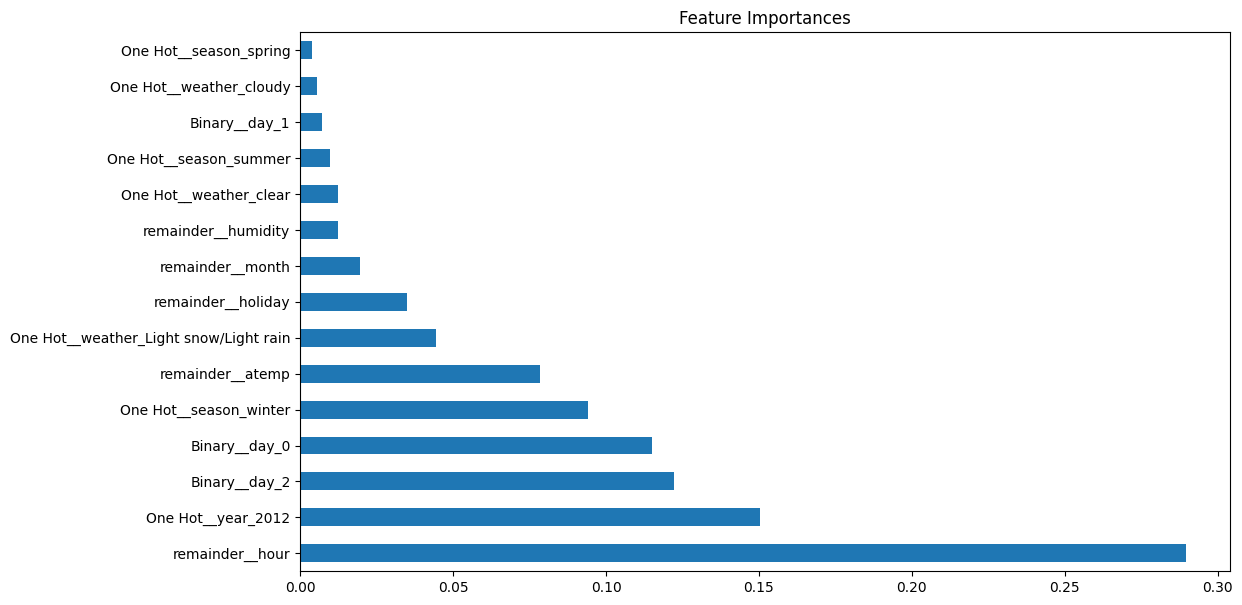 Feature Importances
One Hot__season_spring
One Hot__weather_cloudy
Binary__day_1
One Hot__season_summer
One Hot__weather_clear
remainder__humidity
remainder__month
remainder__holiday
One Hot__weather_Light snow/Light rain
remainder__atemp
One Hot__season_winter
Binary__day_0
Binary__day_2
One Hot__year_2012
remainder__hour
0.00 0.05 0.10 0.15 0.20 0.25 0.30